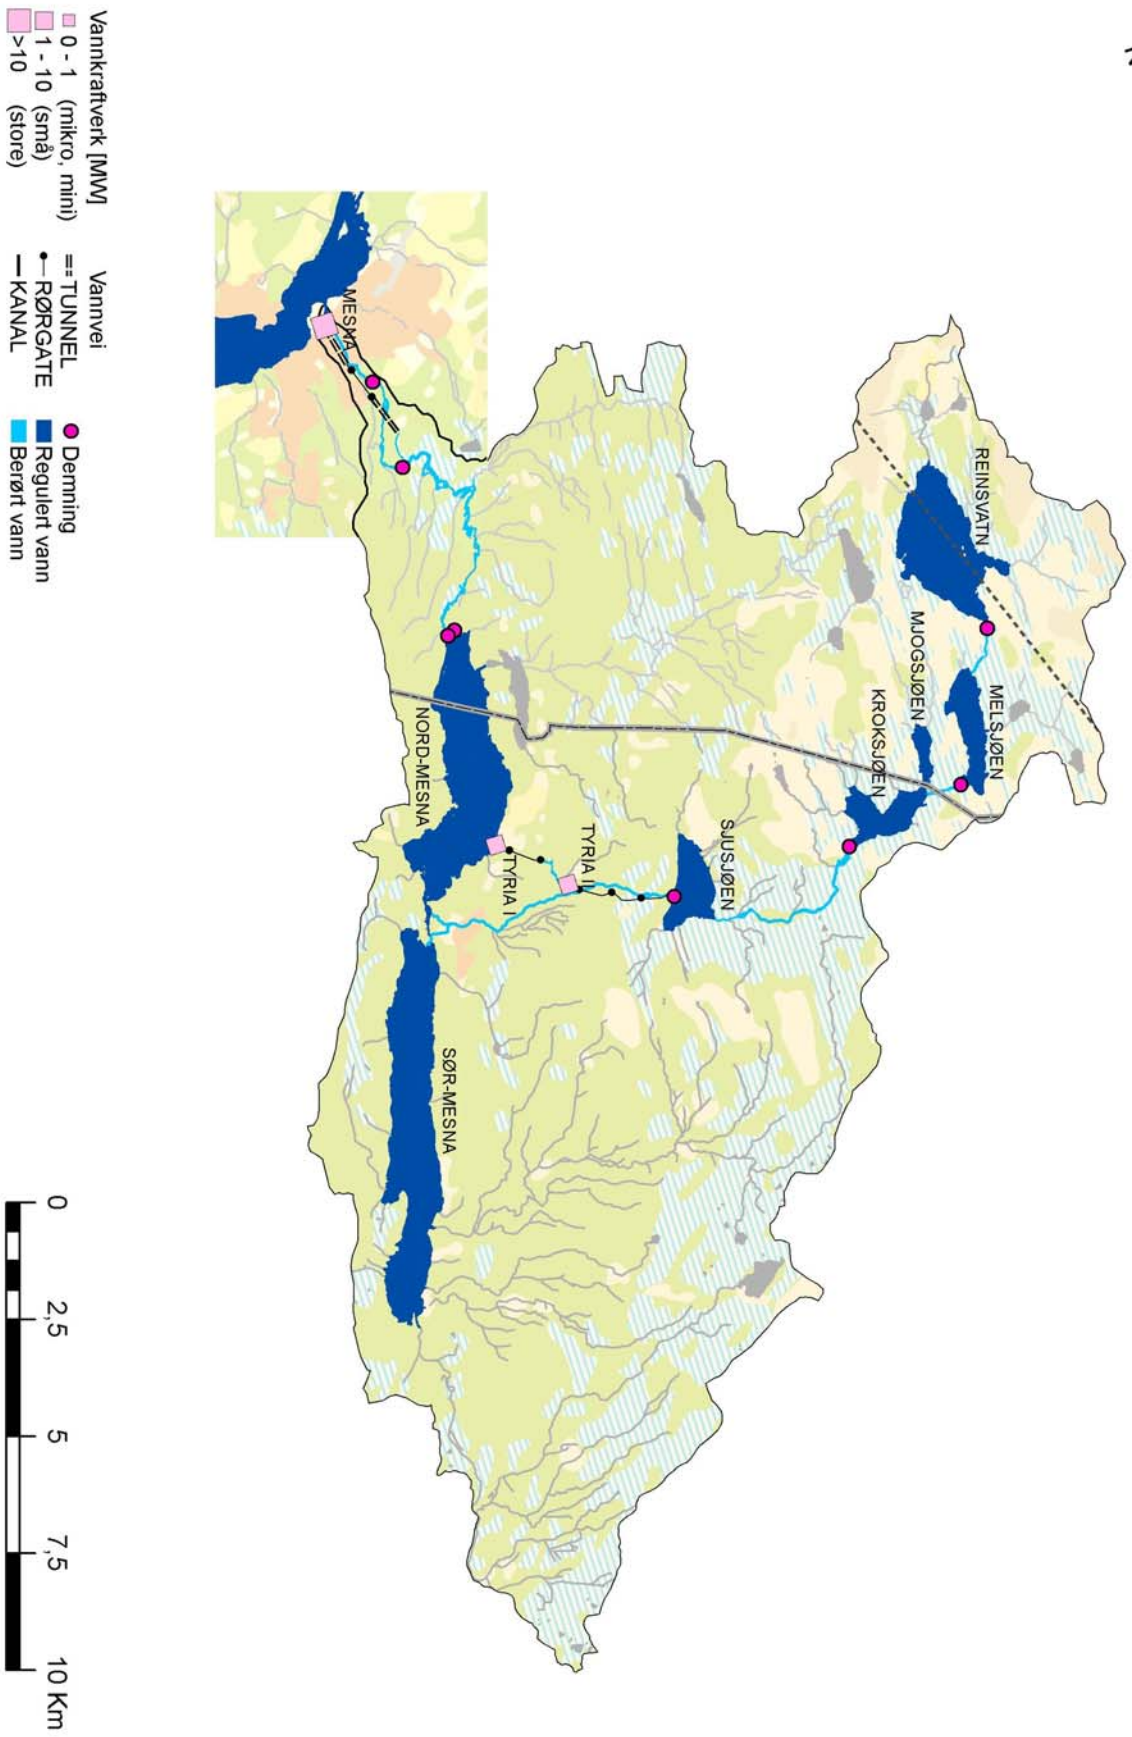 REINSVATN
MELSJØEN
MJOGSJØEN
KROKSJØEN
SJUSJØEN
TYRIA II
TYRIA I
NORD-MESNA
SØR-MESNA
MESNA
Vannkraftverk [MW]
0 - 1 (mikro, mini)
1 - 10 (små)
>10 (store)
Vannvei
TUNNEL
RØRGATE
KANAL
Demning
Regulert vann
Berørt vann
0 2,5 5 7,5 10 Km